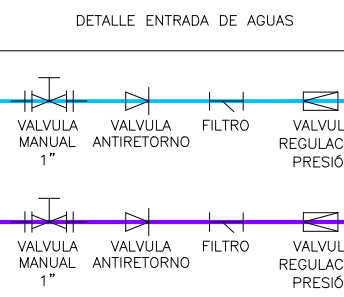 DETALLE ENTRADA DE AGUAS
VALVULA MANUAL 1"
VALVULA ANTIRETORNO
FILTRO
VALVUL
REGULAC
PRESIÓ
VALVULA MANUAL 1"
VALVULA ANTIRETORNO
FILTRO
VALVUL
REGULAC
PRESIÓ